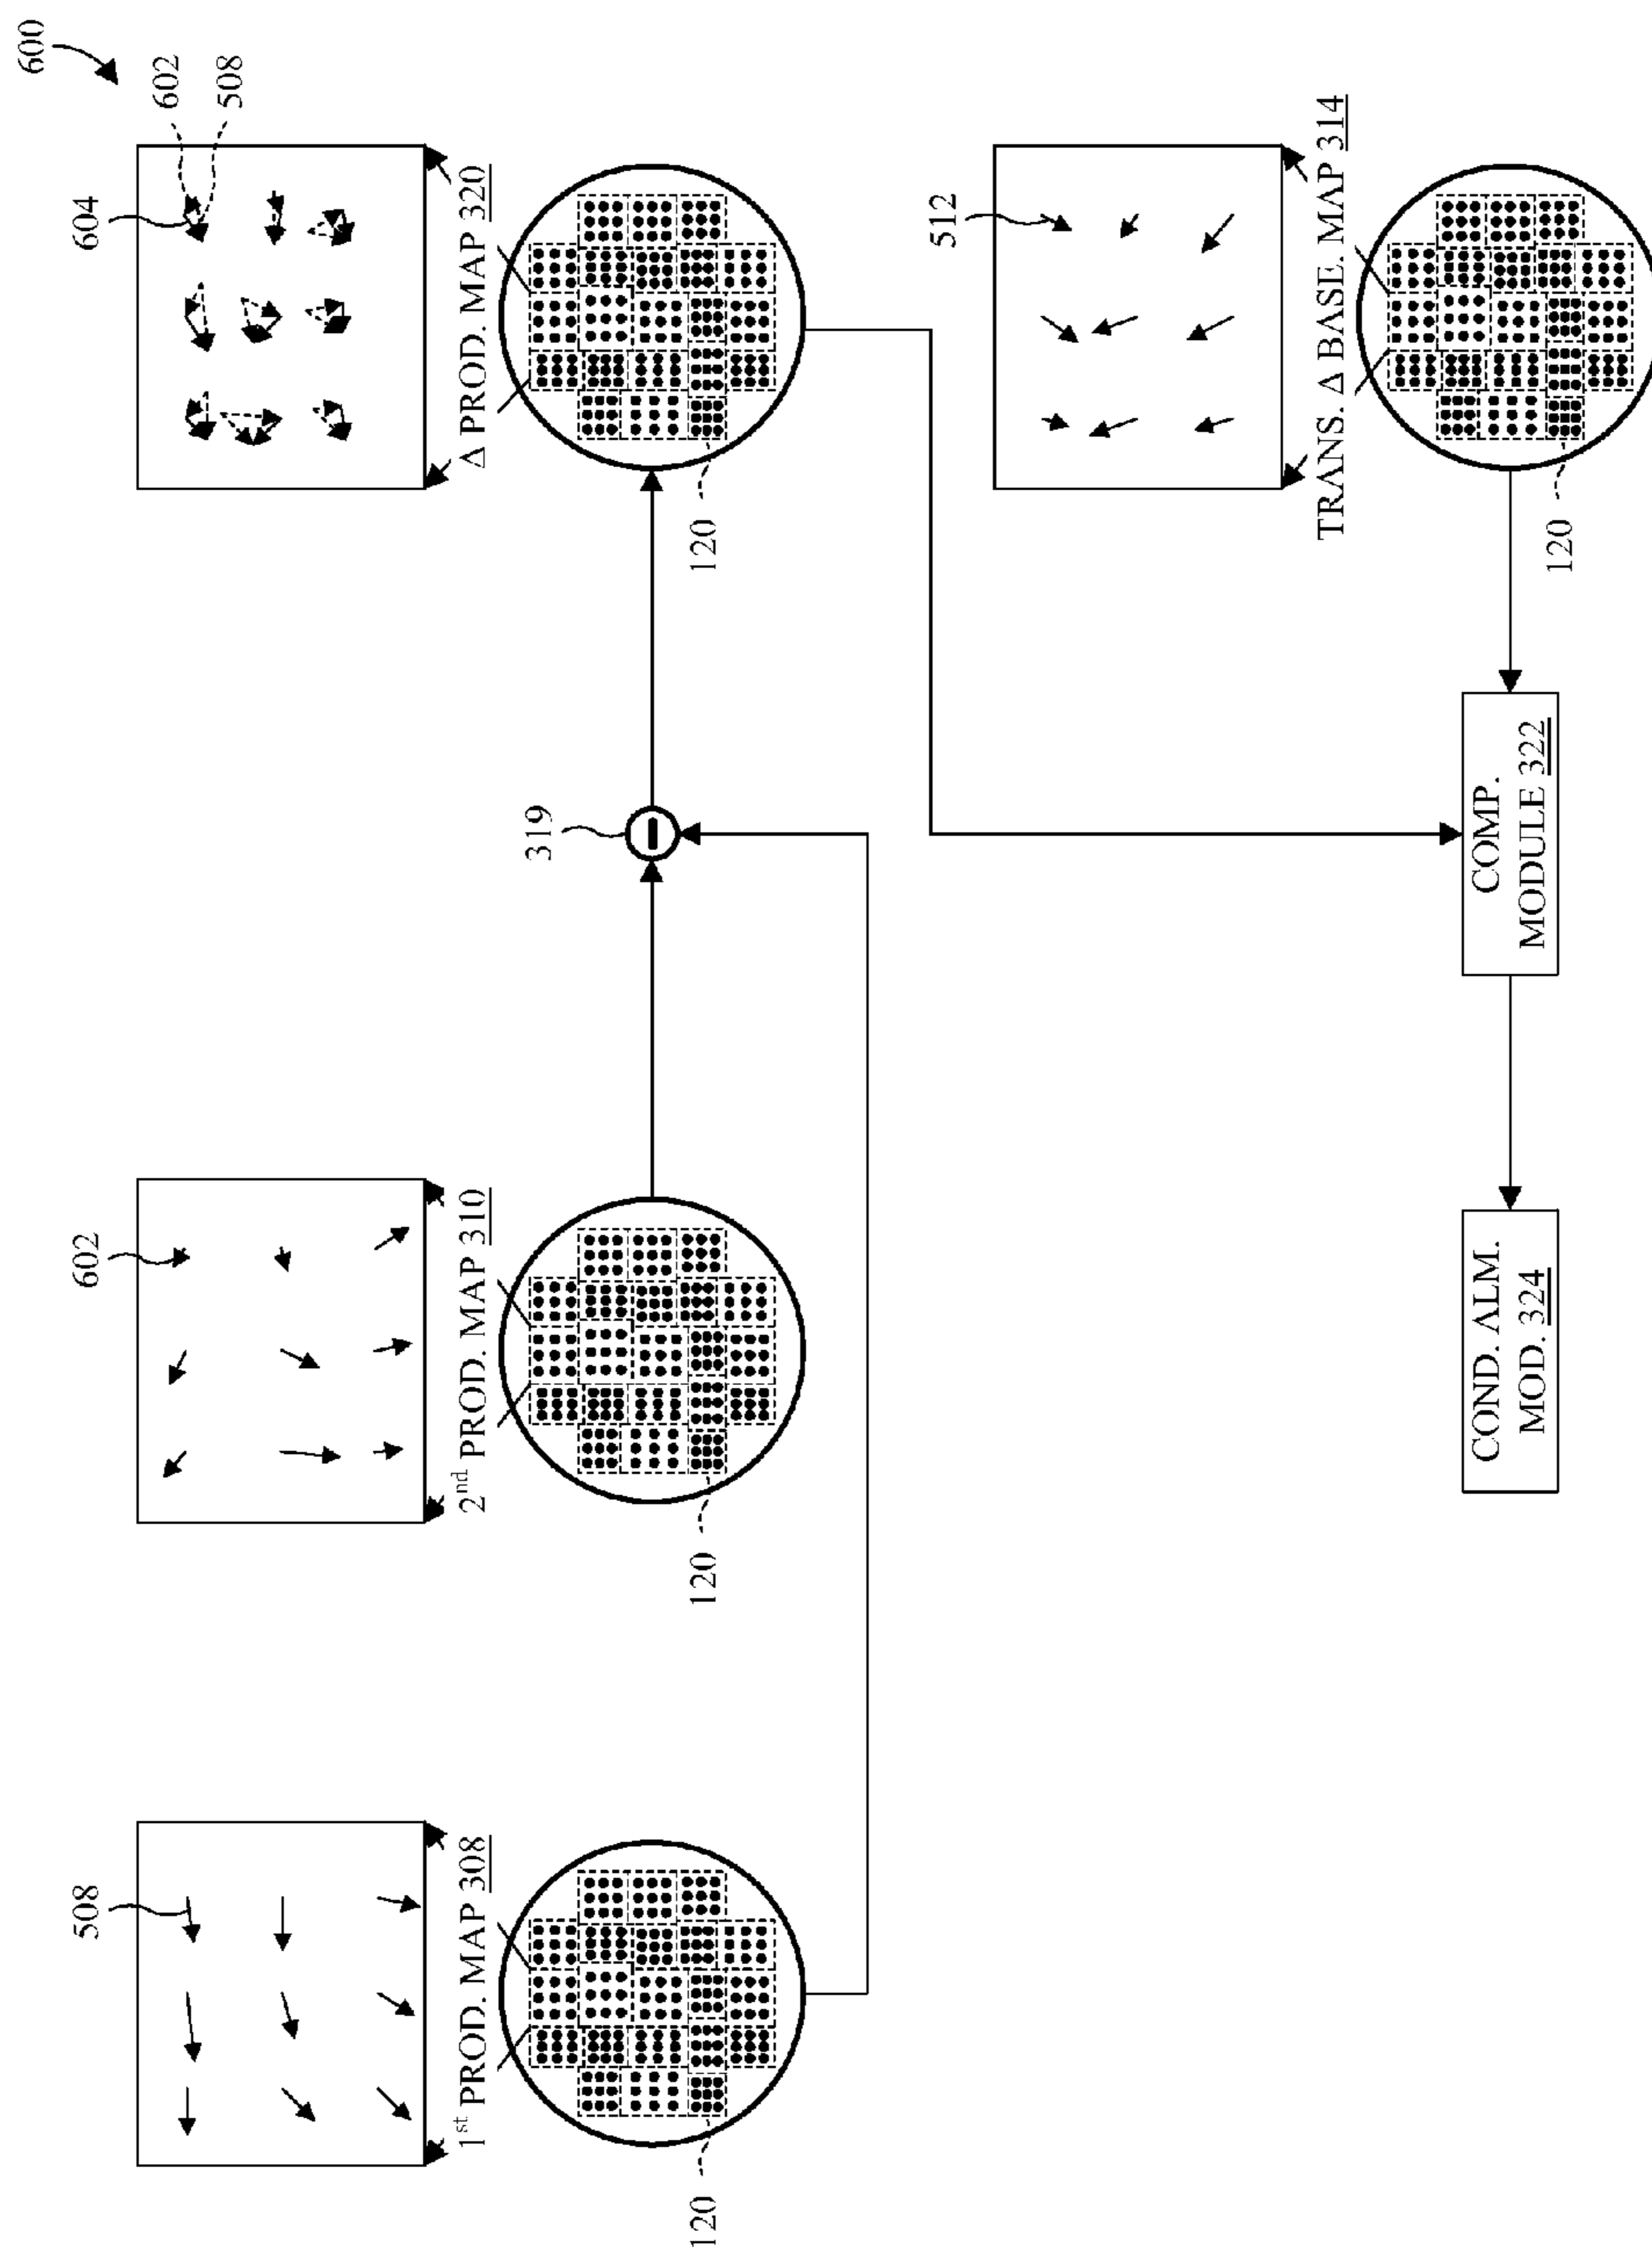 600
508
1st PROD. MAP 308
120
602
2nd PROD. MAP 310
120
319
604
602
508
Δ PROD. MAP 320
120
512
TRANS. Δ BASE. MAP 314
120
COMP.
MODULE 322
COND. ALM.
MOD. 324